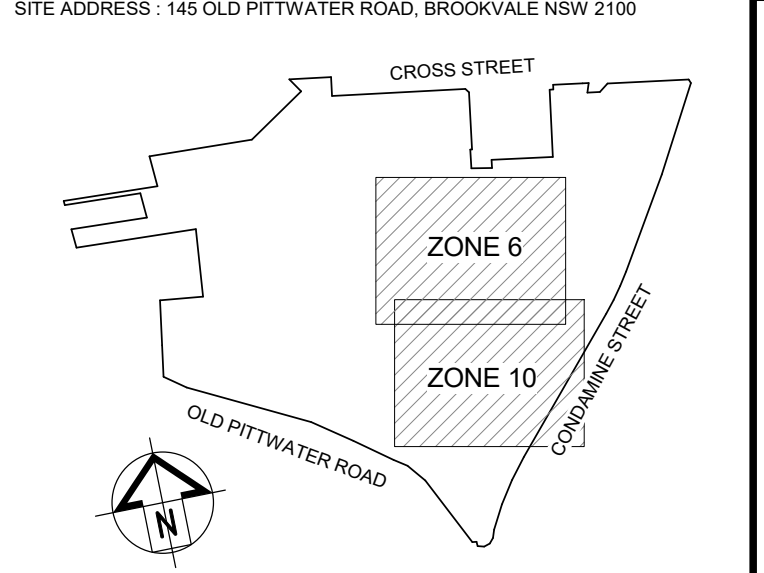 SITE ADDRESS : 145 OLD PITTWATER ROAD, BROOKVALE NSW 2100
CROSS STREET
ZONE 6
ZONE 10
CONDAMINE STREET
OLD PITTWATER ROAD
N